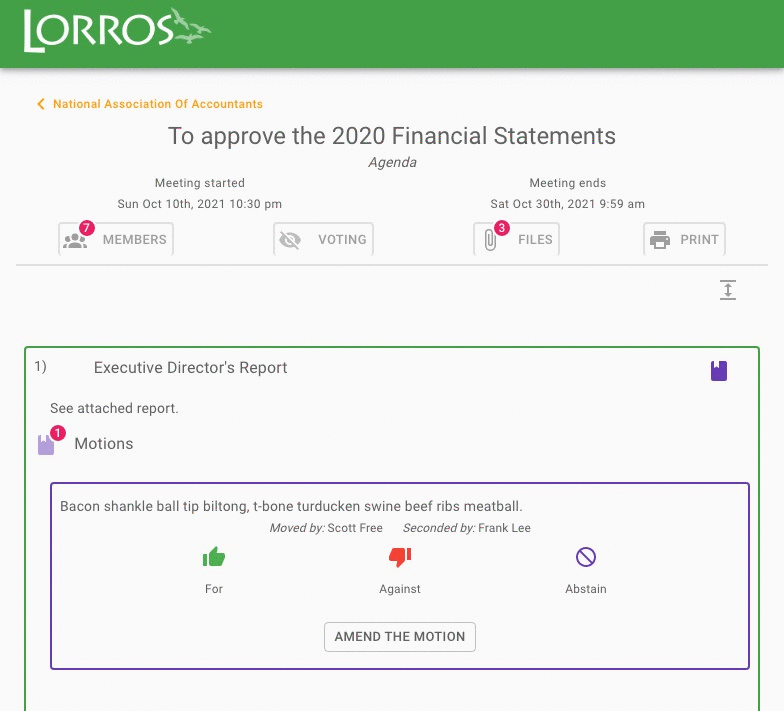 LORROS
National Association Of Accountants
To approve the 2020 Financial Statements
Agenda
Meeting started
Meeting ends
Sun Oct 10th, 2021 10:30 pm
Sat Oct 30th, 2021 9:59 am
7
MEMBERS
VOTING
3
FILES
PRINT
1)
Executive Director's Report
See attached report.
1
Motions
Bacon shankle ball tip biltong, t-bone turducken swine beef ribs meatball.
Moved by: Scott Free Seconded by: Frank Lee
For
Against
Abstain
AMEND THE MOTION